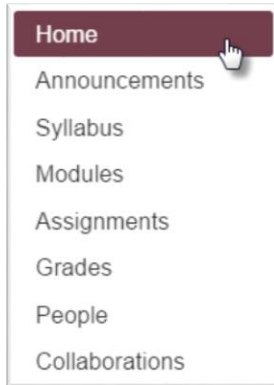 Home
Announcements
Syllabus
Modules
Assignments
Grades
People
Collaborations